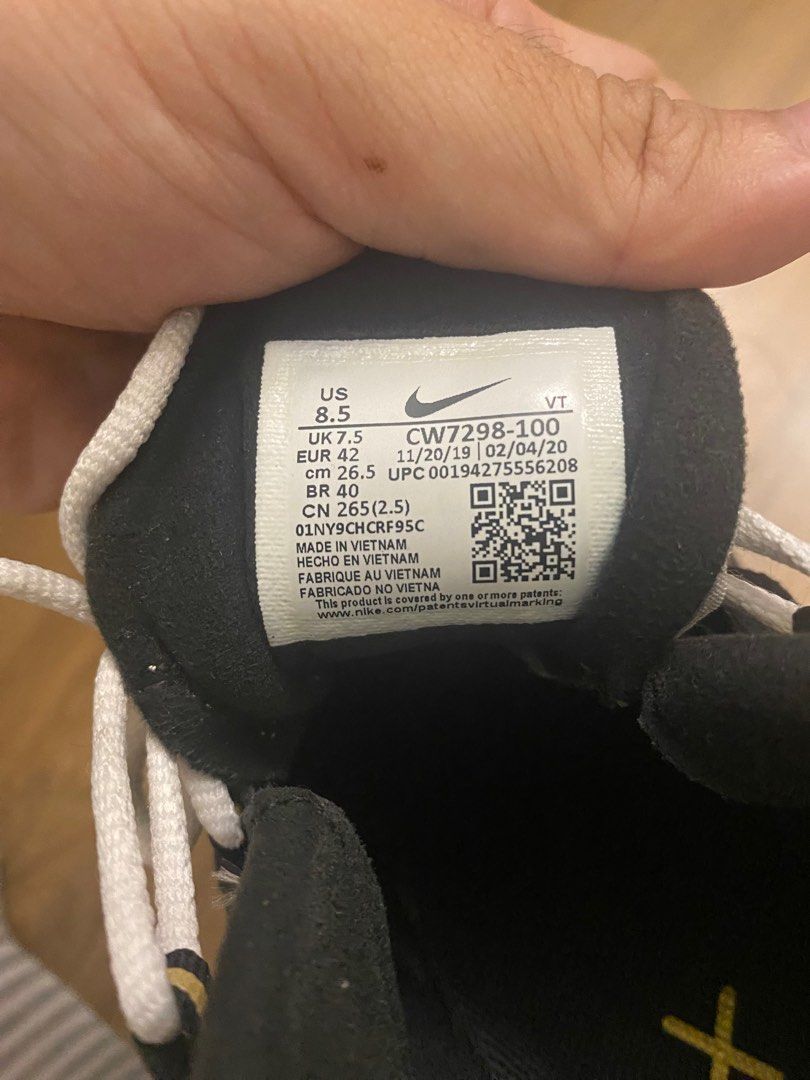 US
8.5
VT
UK 7.5
CW7298-100
EUR 42
11/20/19 | 02/04/20
cm 26.5
UPC 00194275556208
BR 40
CN 265(2.5)
01NY9CHCRF95C
MADE IN VIETNAM
HECHO EN VIETNAM
FABRIQUE AU VIETNAM
FABRICADO NO VIETNA
This product is covered by one or more patents:
www.nike.com/patentsvirtualmarking